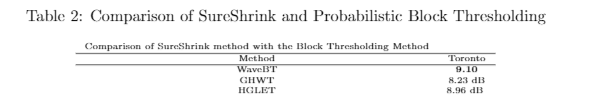 Table 2: Comparison of SureShrink and Probabilistic Block Thresholding
Comparison of SureShrink method with the Block Thresholding Method
Method Toronto
WaveBT 9.10
GHWT 8.23 dB
HGLET 8.96 dB